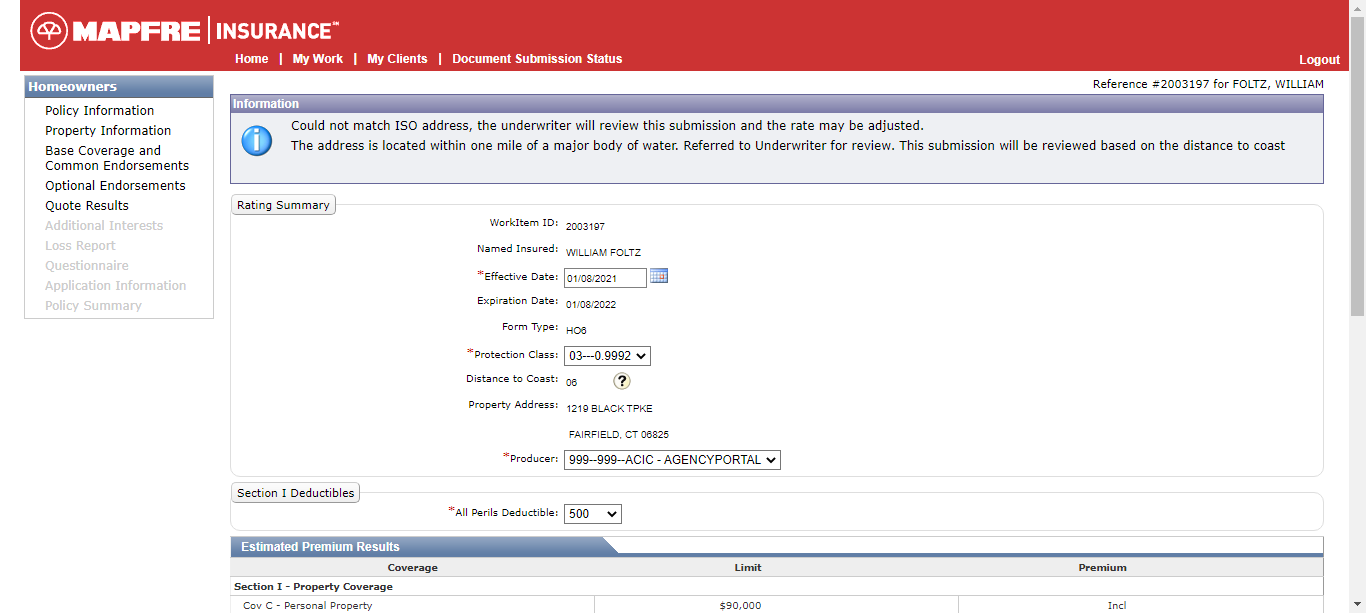 MAPFRE INSURANCE℠
Home | My Work | My Clients | Document Submission Status
Logout
Homeowners
Policy Information
Property Information
Base Coverage and
Common Endorsements
Optional Endorsements
Quote Results
Additional Interests
Loss Report
Questionnaire
Application Information
Policy Summary
Reference #2003197 for FOLTZ, WILLIAM
Information
Could not match ISO address, the underwriter will review this submission and the rate may be adjusted.
The address is located within one mile of a major body of water. Referred to Underwriter for review. This submission will be reviewed based on the distance to coast
Rating Summary
WorkItem ID: 2003197
Named Insured: WILLIAM FOLTZ
*Effective Date: 01/08/2021
Expiration Date: 01/08/2022
Form Type: HO6
*Protection Class: 03---0.9992
Distance to Coast: 06 ?
Property Address: 1219 BLACK TPKE
FAIRFIELD, CT 06825
*Producer: 999--999--ACIC - AGENCYPORTAL
Section I Deductibles
*All Perils Deductible: 500
Estimated Premium Results
Coverage Limit Premium
Section I - Property Coverage
Cov C - Personal Property $90,000 Incl